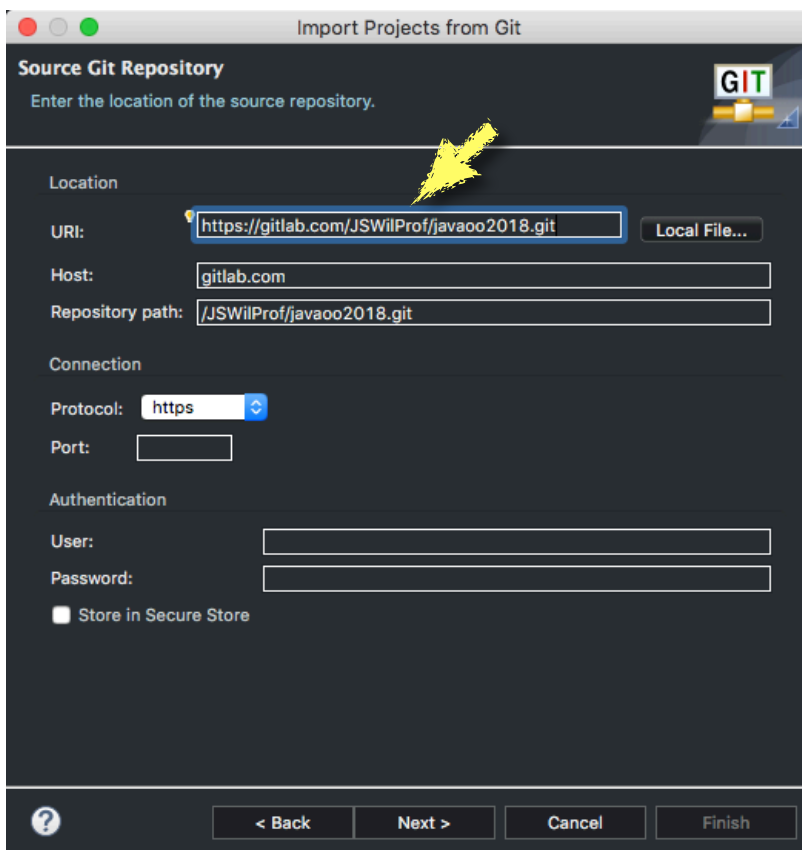 Import Projects from Git
Source Git Repository
Enter the location of the source repository.
GIT
Location
URI: https://gitlab.com/JSWilProf/javaoo2018.git Local File...
Host: gitlab.com
Repository path: /JSWilProf/javaoo2018.git
Connection
Protocol: https
Port:
Authentication
User:
Password:
Store in Secure Store
? < Back Next > Cancel Finish